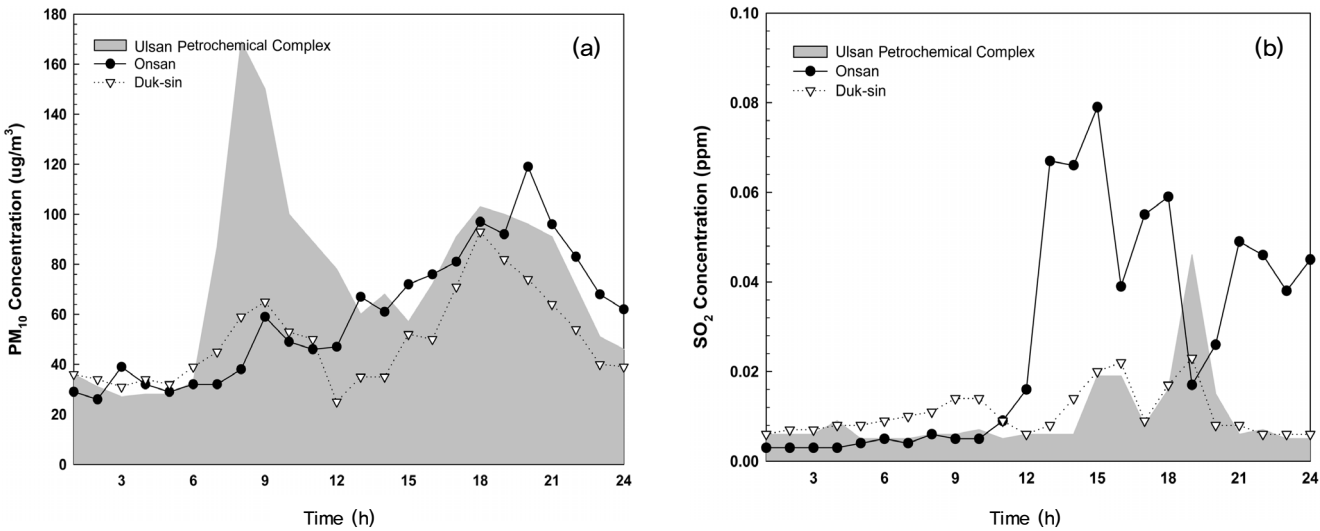 180
160
140
120
100
80
60
40
20
0
PM10 Concentration (ug/m3)
Ulsan Petrochemical Complex
Onsan
Duk-sin
(a)
3 6 9 12 15 18 21 24
Time (h)
0.10
0.08
0.06
0.04
0.02
0.00
SO2 Concentration (ppm)
Ulsan Petrochemical Complex
Onsan
Duk-sin
(b)
3 6 9 12 15 18 21 24
Time (h)